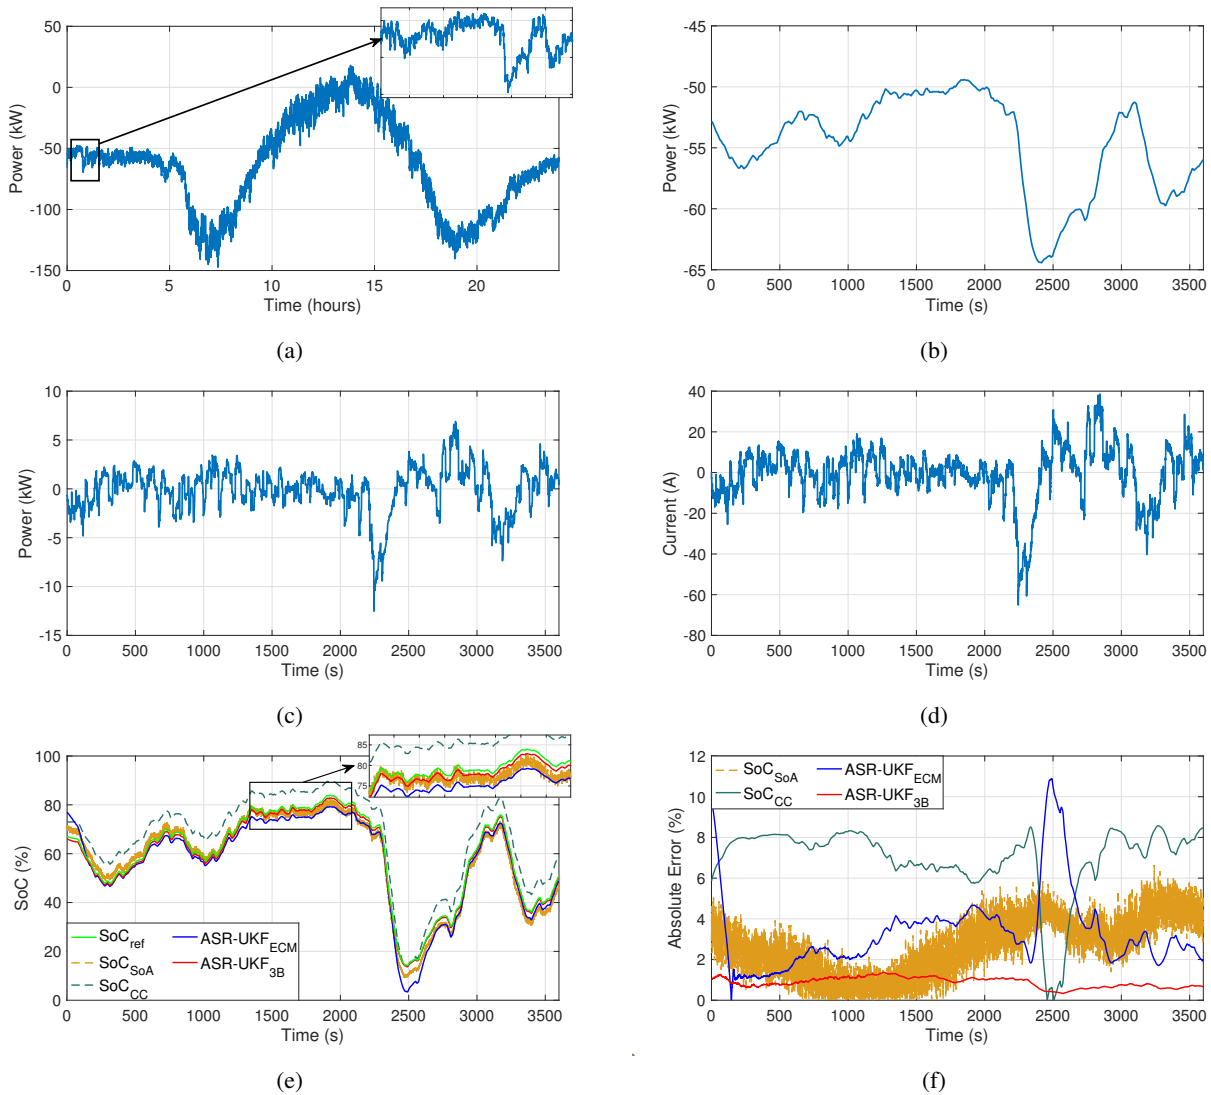 50
0
-50
-100
-150
Power (kW)
0 5 10 15 20
Time (hours)
(a)
-45
-50
-55
-60
-65
Power (kW)
0 500 1000 1500 2000 2500 3000 3500
Time (s)
(b)
10
5
0
-5
-10
-15
Power (kW)
0 500 1000 1500 2000 2500 3000 3500
Time (s)
(c)
40
20
0
-20
-40
-60
-80
Current (A)
0 500 1000 1500 2000 2500 3000 3500
Time (s)
(d)
100
80
60
40
20
0
SoC (%)
85
80
75
SoCref
SoCSoA
SoCCC
ASR-UKFECM
ASR-UKF3B
0 500 1000 1500 2000 2500 3000 3500
Time (s)
(e)
12
10
8
6
4
2
0
Absolute Error (%)
SoCSoA
SoCCC
ASR-UKFECM
ASR-UKF3B
0 500 1000 1500 2000 2500 3000 3500
Time (s)
(f)